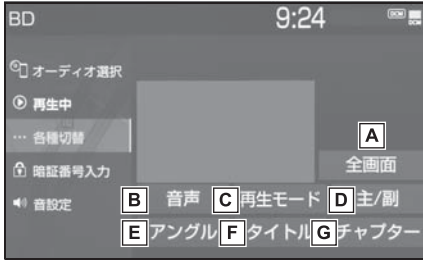 BD
9:24
オーディオ選択
再生中
各種切替
暗証番号入力
音設定
A
全画面
B 音声 C 再生モード D 主/副
E アングル F タイトル G チャプター